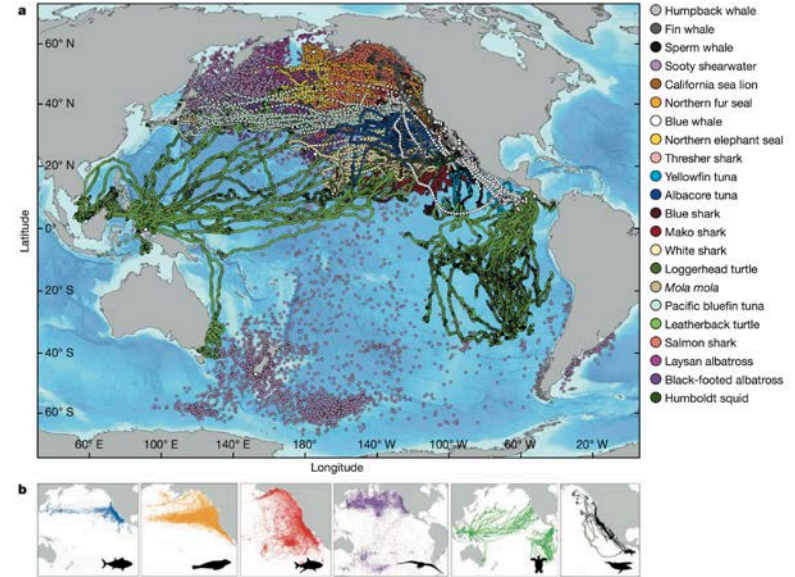 a
60° N
40° N
20° N
0°
20° S
40° S
60° S
Latitude
60° E 100° E 140° E 180° 140° W 100° W 60° W 20° W
Longitude
Humpback whale
Fin whale
Sperm whale
Sooty shearwater
California sea lion
Northern fur seal
Blue whale
Northern elephant seal
Thresher shark
Yellowfin tuna
Albacore tuna
Blue shark
Mako shark
White shark
Loggerhead turtle
Mola mola
Pacific bluefin tuna
Leatherback turtle
Salmon shark
Laysan albatross
Black-footed albatross
Humboldt squid
b